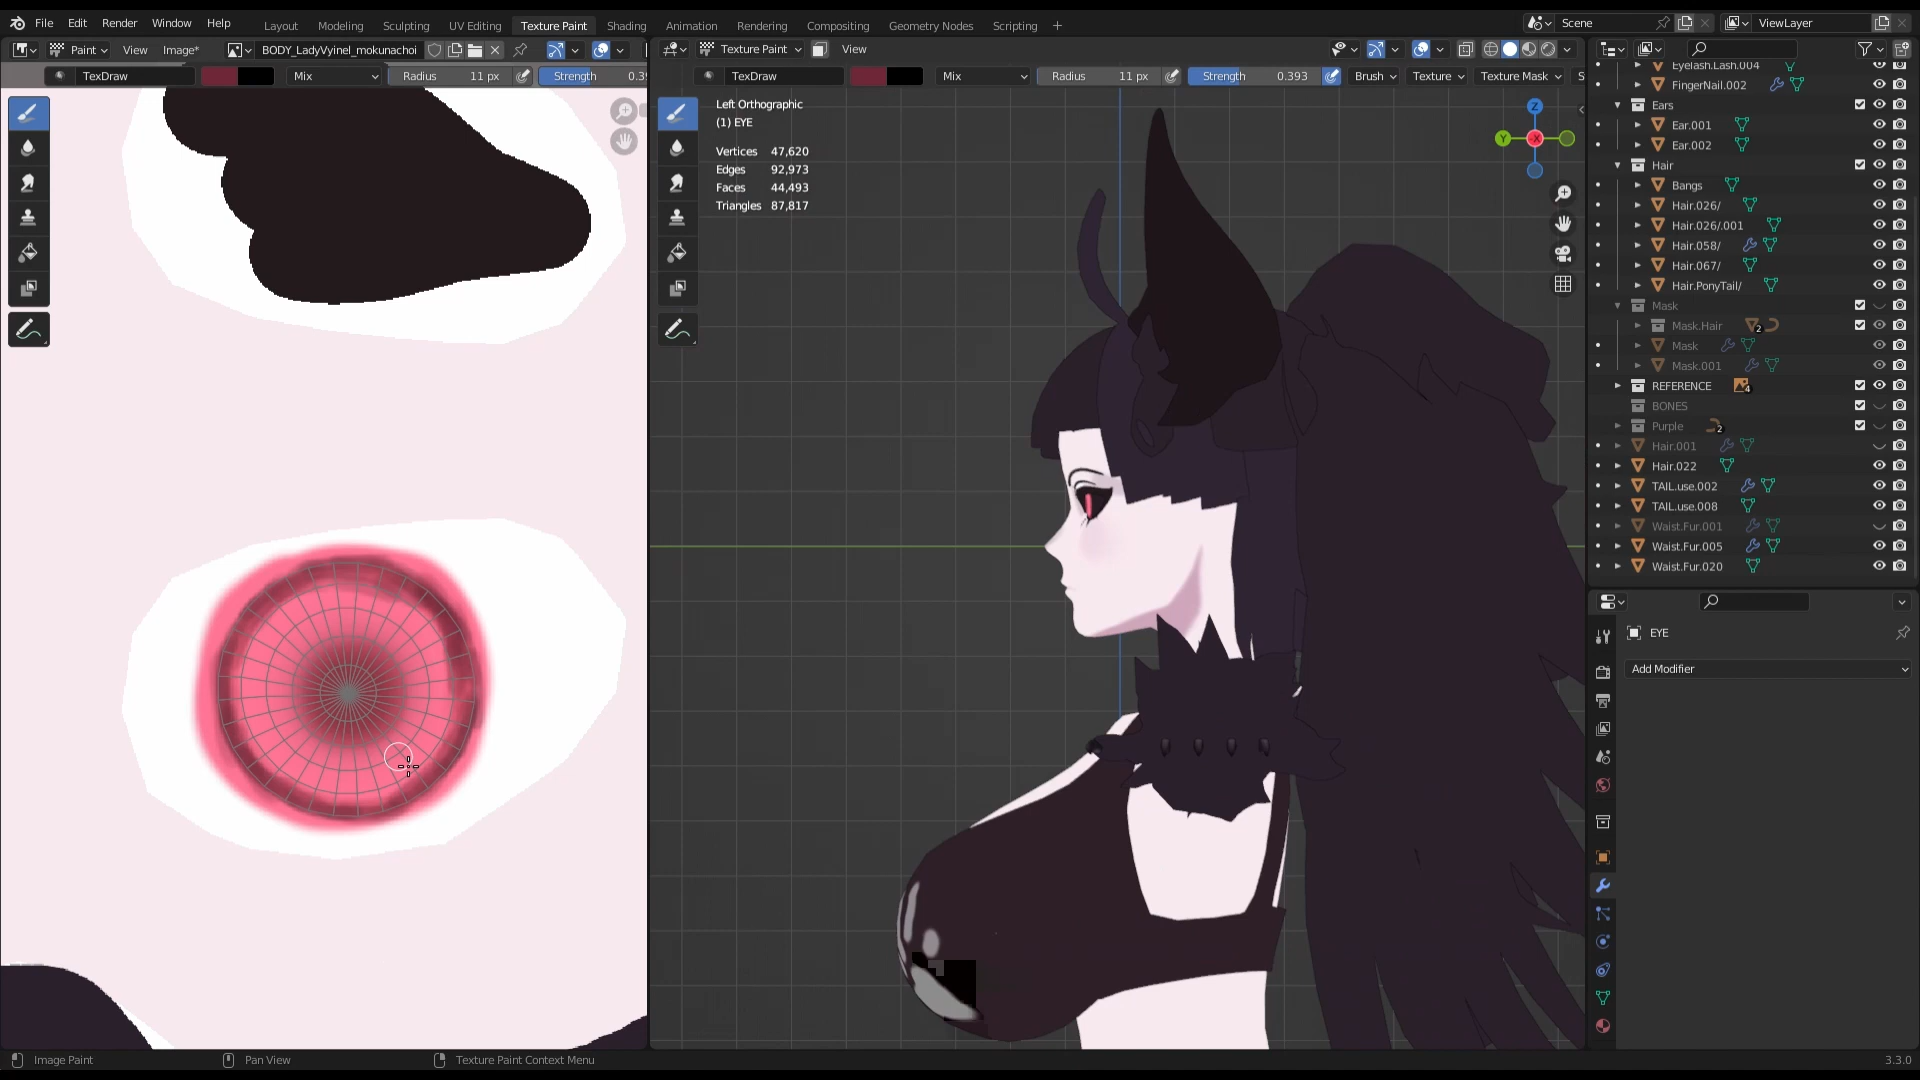 File Edit Render Window Help Layout Modeling Sculpting UV Editing Texture Paint Shading Animation Rendering Compositing Geometry Nodes Scripting + Scene ViewLayer
Paint View Image* BODY_LadyVyinel_mokunachoi Texture Paint View
TexDraw Mix Radius 11 px Strength 0.39 TexDraw Mix Radius 11 px Strength 0.393 Brush Texture Texture Mask S
Left Orthographic
(1) EYE
Vertices 47,620
Edges 92,973
Faces 44,493
Triangles 87,817
Z
Y
X
Eyelash.Lash.004
FingerNail.002
Ears
Ear.001
Ear.002
Hair
Bangs
Hair.026/
Hair.026/.001
Hair.058/
Hair.067/
Hair.PonyTail/
Mask
Mask.Hair 2
Mask
Mask.001
REFERENCE 4
BONES
Purple 2
Hair.001
Hair.022
TAIL.use.002
TAIL.use.008
Waist.Fur.001
Waist.Fur.005
Waist.Fur.020
EYE
Add Modifier
Image Paint Pan View Texture Paint Context Menu 3.3.0